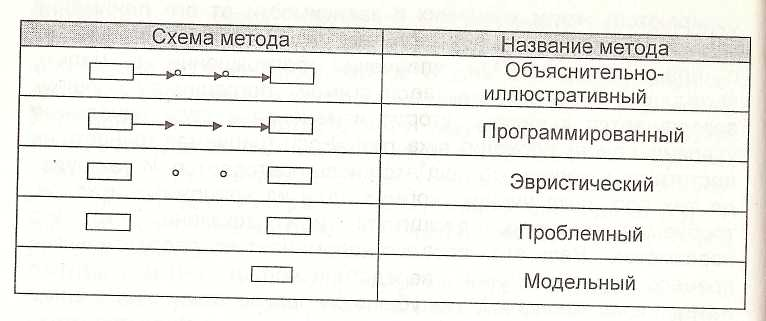 Схема метода
Название метода
Объяснительно-
иллюстративный
Программированный
Эвристический
Проблемный
Модельный